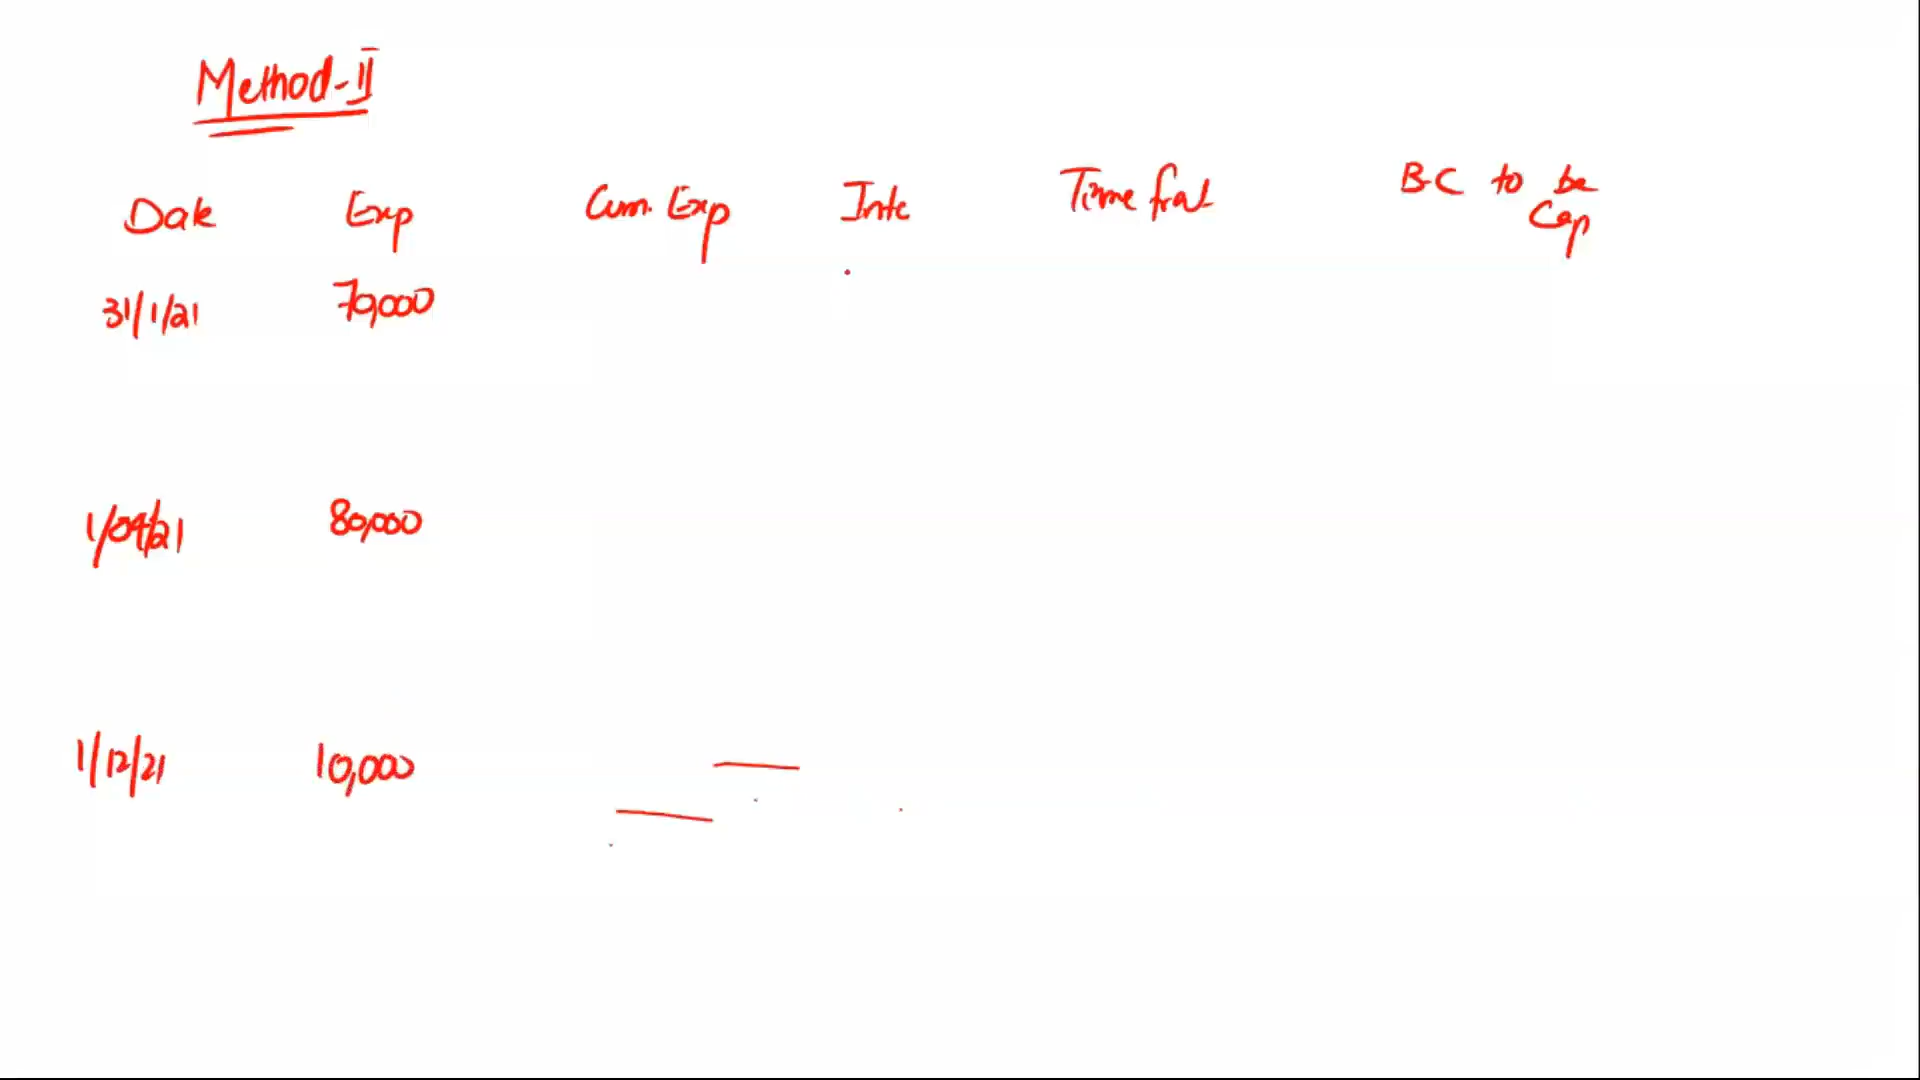 Method-II
Date Exp Cum. Exp Inte Time frat B-C to be Cap
31/1/21 70,000
1/04/21 80,000
1/12/21 10,000